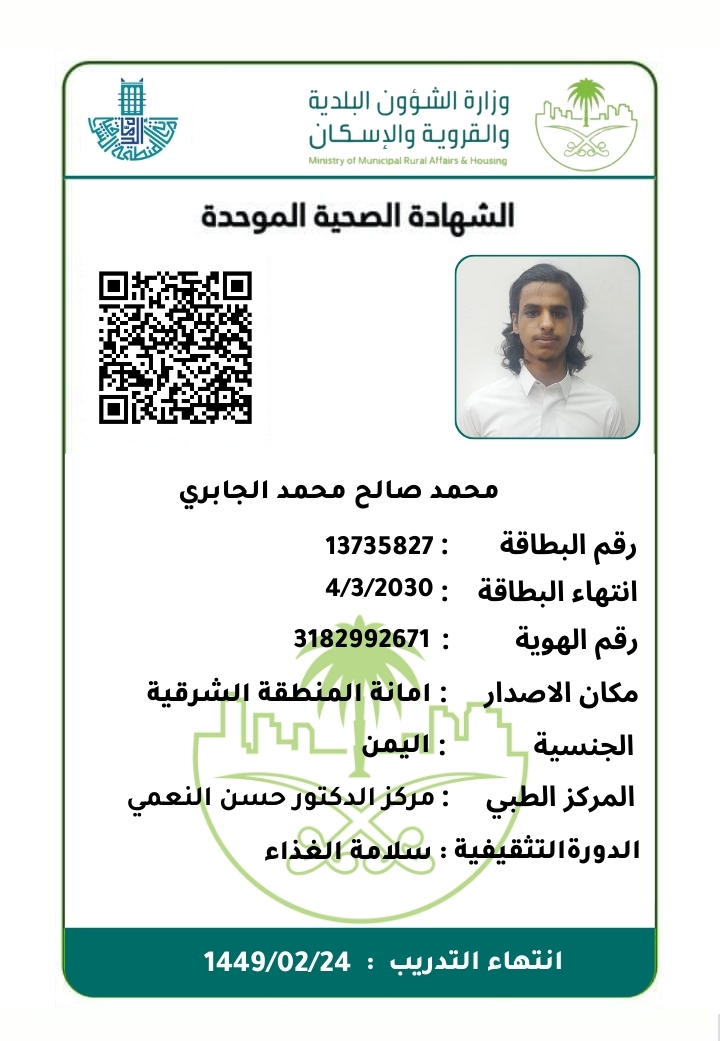 وزارة الشؤون البلدية
والقروية والإسكان
Ministry of Municipal Rural Affairs & Housing
الشهادة الصحية الموحدة
محمد صالح محمد الجابري
رقم البطاقة : 13735827
انتهاء البطاقة : 4/3/2030
رقم الهوية : 3182992671
مكان الاصدار : امانة المنطقة الشرقية
الجنسية : اليمن
المركز الطبي : مركز الدكتور حسن النعمي
الدورةالتثقيفية : سلامة الغذاء
انتهاء التدريب : 1449/02/24